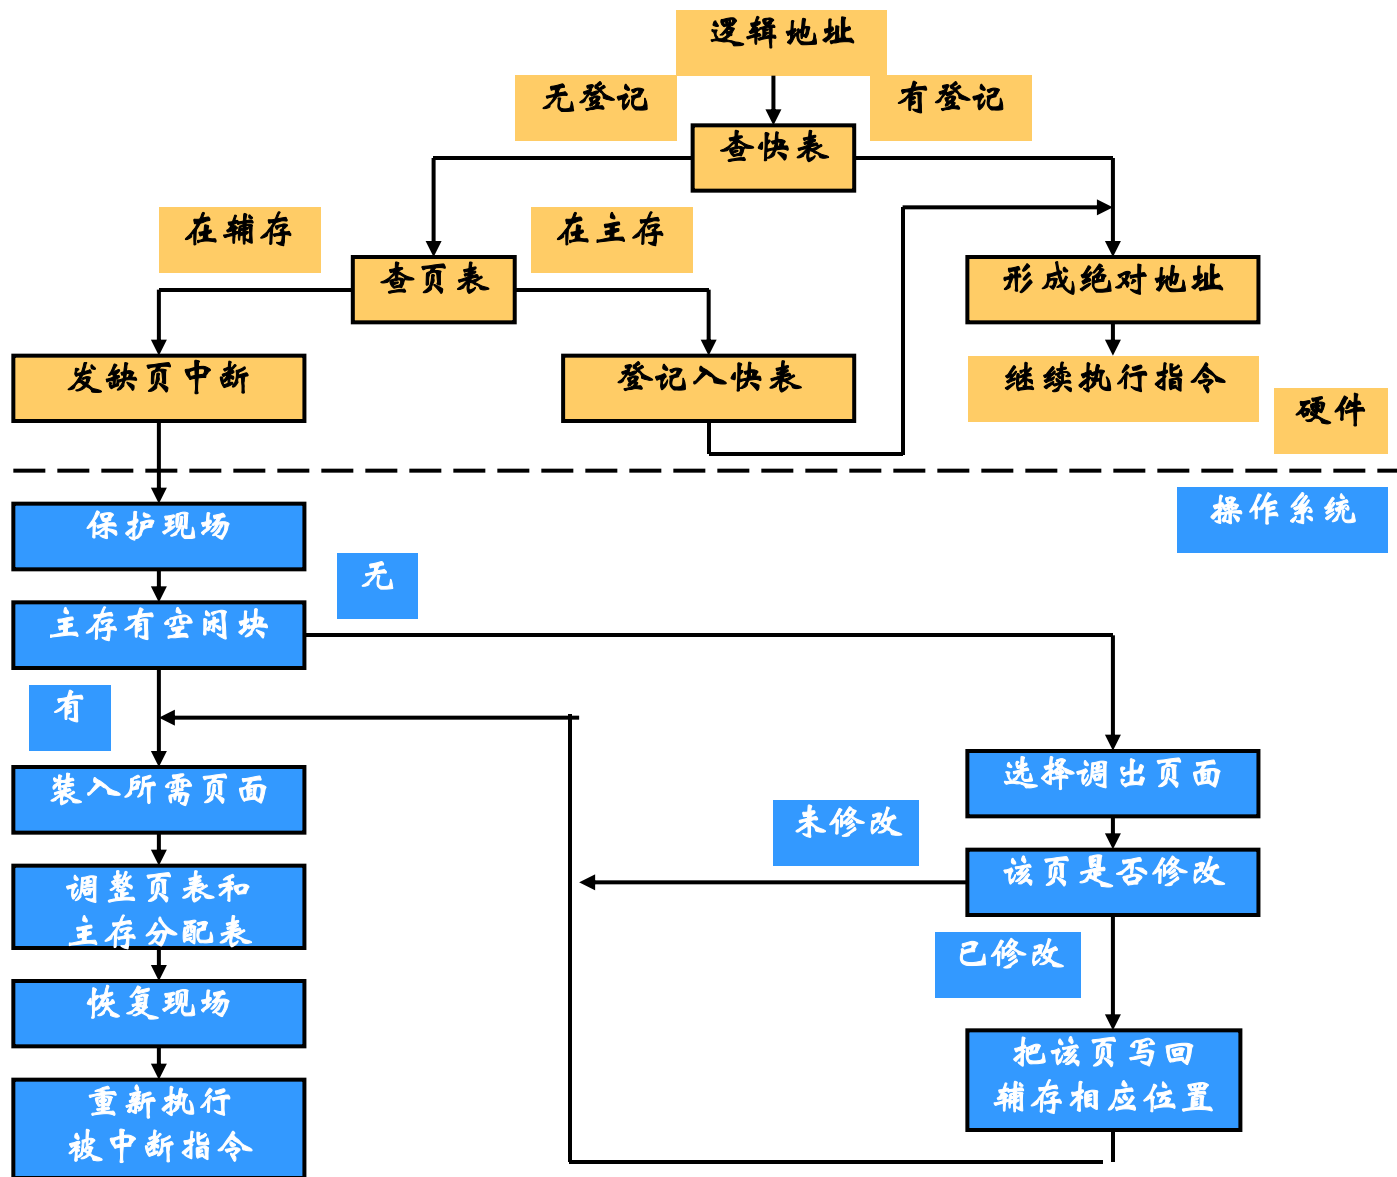 逻辑地址
无登记
有登记
查快表
在辅存
在主存
查页表
形成绝对地址
发缺页中断
登记入快表
继续执行指令
硬件
操作系统
保护现场
无
主存有空闲块
有
装入所需页面
选择调出页面
未修改
该页是否修改
调整页表和
主存分配表
已修改
恢复现场
把该页写回
辅存相应位置
重新执行
被中断指令